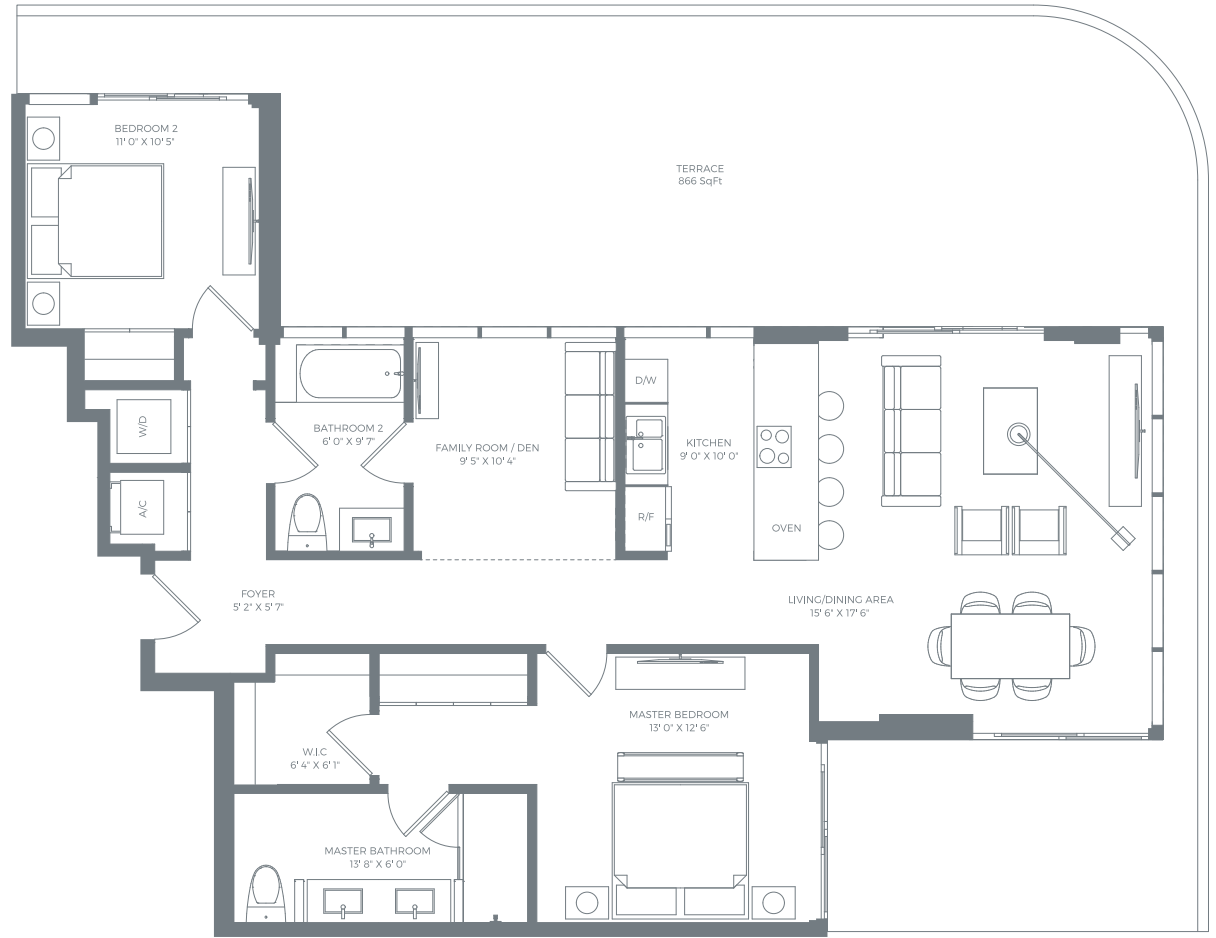 BEDROOM 2
11' 0" X 10' 5"
TERRACE
866 SqFt
D/W
W/D
BATHROOM 2
6' 0" X 9' 7"
FAMILY ROOM / DEN
9' 5" X 10' 4"
KITCHEN
9' 0" X 10' 0"
A/C
R/F
OVEN
FOYER
5' 2" X 5' 7"
LIVING/DINING AREA
15' 6" X 17' 6"
MASTER BEDROOM
13' 0" X 12' 6"
W.I.C
6' 4" X 6' 1"
MASTER BATHROOM
13' 8" X 6' 0"